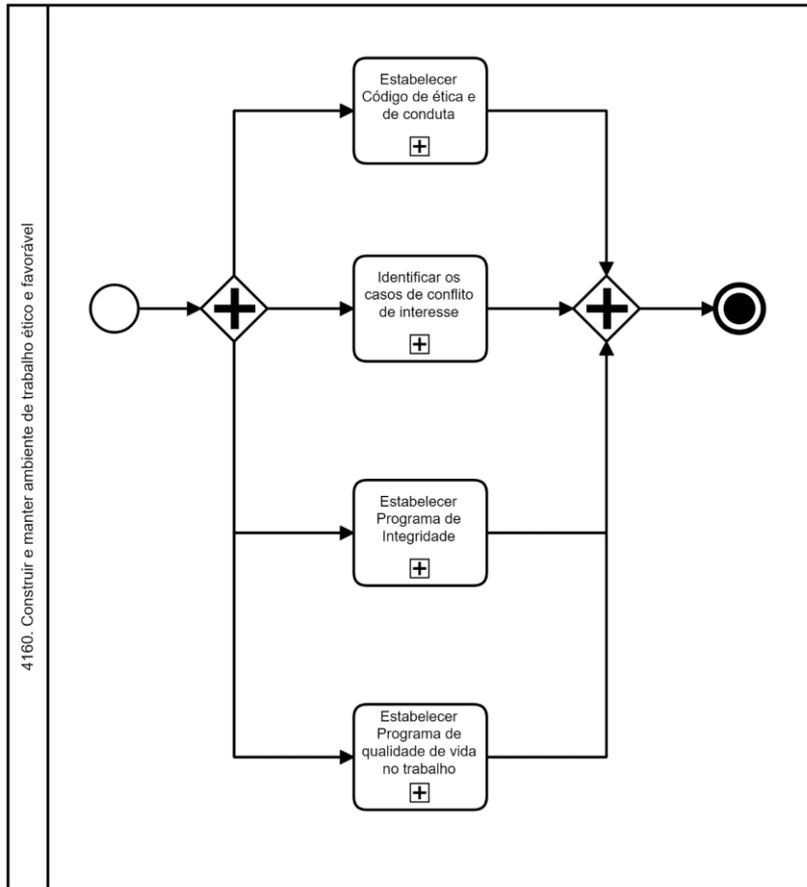 4160. Construir e manter ambiente de trabalho ético e favorável
Estabelecer
Código de ética e
de conduta
Identificar os
casos de conflito
de interesse
Estabelecer
Programa de
Integridade
Estabelecer
Programa de
qualidade de vida
no trabalho